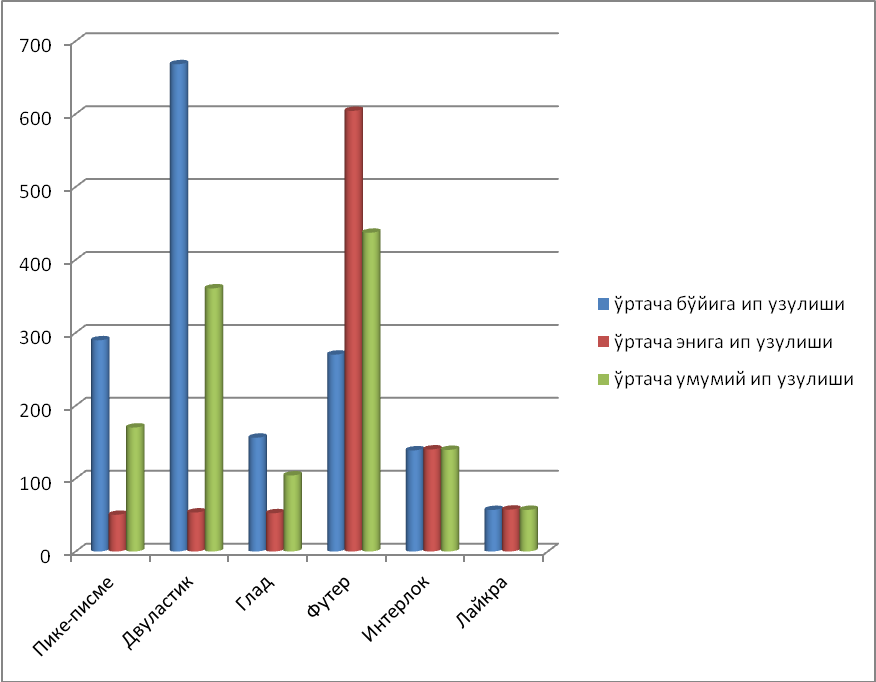 700
600
500
400
300
200
100
0
Пике-писме
Двуластик
Глад
Футер
Интерлок
Лайкра
ўртача бўйига ип узулиши
ўртача энига ип узулиши
ўртача умумий ип узулиши